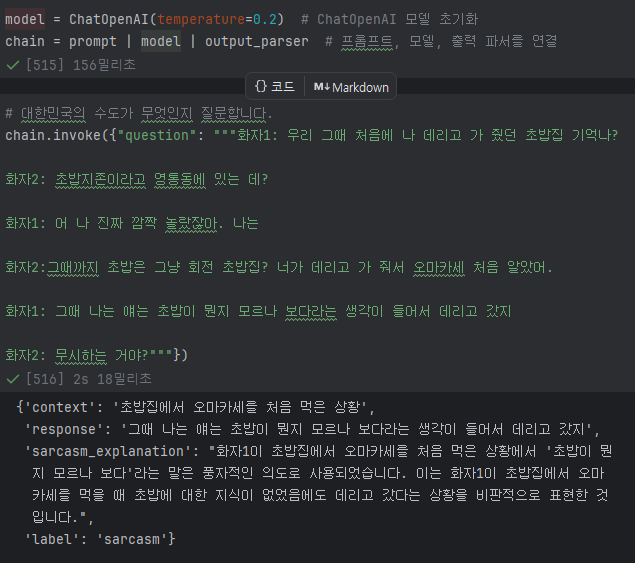 model = ChatOpenAI(temperature=0.2)  # ChatOpenAI 모델 초기화
chain = prompt | model | output_parser  # 프롬프트, 모델, 출력 파서를 연결
[515] 156밀리초
{} 코드
M↓ Markdown
# 대한민국의 수도가 무엇인지 질문합니다.
chain.invoke({"question": """화자1: 우리 그때 처음에 나 데리고 가 줬던 초밥집 기억나?
화자2: 초밥지존이라고 영통동에 있는 데?
화자1: 어 나 진짜 깜짝 놀랐잖아. 나는
화자2:그때까지 초밥은 그냥 회전 초밥집? 너가 데리고 가 줘서 오마카세 처음 알았어.
화자1: 그때 나는 얘는 초밥이 뭔지 모르나 보다라는 생각이 들어서 데리고 갔지
화자2: 무시하는 거야?"""})
[516] 2s 18밀리초
{'context': '초밥집에서 오마카세를 처음 먹은 상황',
'response': '그때 나는 얘는 초밥이 뭔지 모르나 보다라는 생각이 들어서 데리고 갔지',
'sarcasm_explanation': "화자1이 초밥집에서 오마카세를 처음 먹은 상황에서 '초밥이 뭔
지 모르나 보다'라는 말은 풍자적인 의도로 사용되었습니다. 이는 화자1이 초밥집에서 오마
카세를 먹을 때 초밥에 대한 지식이 없었음에도 데리고 갔다는 상황을 비판적으로 표현한 것
입니다.",
'label': 'sarcasm'}